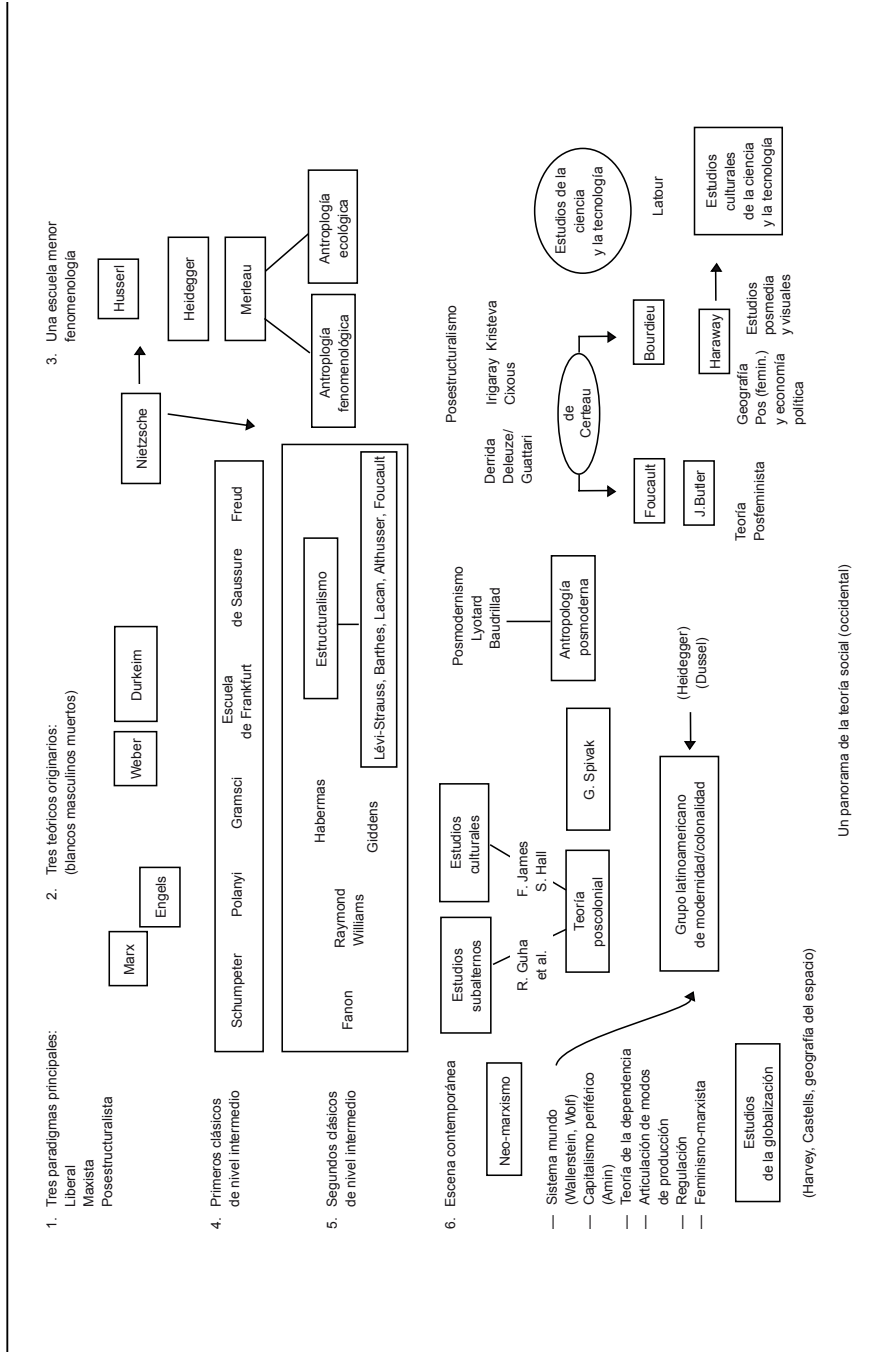 1. Tres paradigmas principales:
Liberal
Maxista
Posestructuralista
2. Tres teóricos originarios:
(blancos masculinos muertos)
Marx
Engels
Weber
Durkeim
3. Una escuela menor
fenomenología
Nietzsche
Husserl
Heidegger
Merleau
Antroplogía
fenomenológica
Antroplogía
ecológica
4. Primeros clásicos
de nivel intermedio
Schumpeter
Polanyi
Gramsci
Escuela
de Frankfurt
de Saussure
Freud
5. Segundos clásicos
de nivel intermedio
Fanon
Raymond
Williams
Habermas
Giddens
Estructuralismo
Lévi-Strauss, Barthes, Lacan, Althusser, Foucault
6. Escena contemporánea
Neo-marxismo
— Sistema mundo
(Wallerstein, Wolf)
— Capitalismo periférico
(Amin)
— Teoría de la dependencia
— Articulación de modos
de producción
— Regulación
— Feminismo-marxista
Estudios
de la globalización
(Harvey, Castells, geografía del espacio)
Estudios
subalternos
Estudios
culturales
R. Guha
et al.
F. James
S. Hall
Teoría
poscolonial
G. Spivak
Grupo latinoamericano
de modernidad/colonalidad
(Heidegger)
(Dussel)
Posmodernismo
Lyotard
Baudrillad
Antropología
posmoderna
Posestructuralismo
Derrida
Deleuze/
Guattari
Irigaray Kristeva
Cixous
de
Certeau
Foucault
Bourdieu
J.Butler
Teoría
Posfeminista
Haraway
Geografía
Pos (femin.)
y economía
política
Estudios
posmedia
y visuales
Estudios de la
ciencia
y la tecnología
Latour
Estudios
culturales
de la ciencia
y la tecnología
Un panorama de la teoría social (occidental)